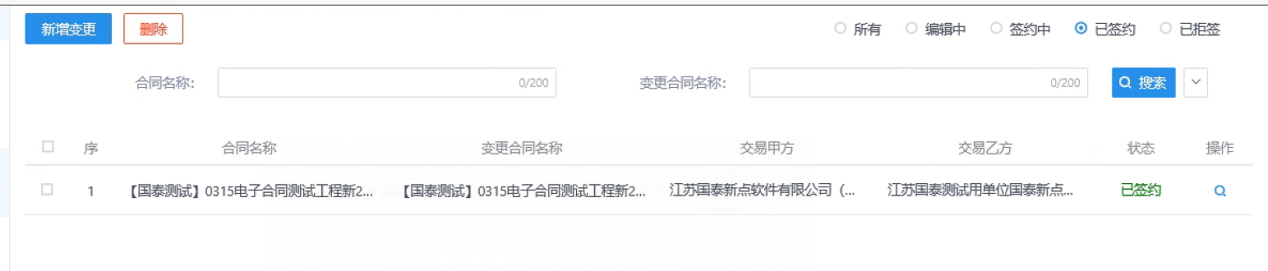 新增变更 删除 所有 编辑中 签约中 已签约 已拒签
合同名称: 0/200 变更合同名称: 0/200 搜索
序 合同名称 变更合同名称 交易甲方 交易乙方 状态 操作
1 【国泰测试】0315电子合同测试工程新2... 【国泰测试】0315电子合同测试工程新2... 江苏国泰新点软件有限公司（... 江苏国泰测试用单位国泰新点... 已签约